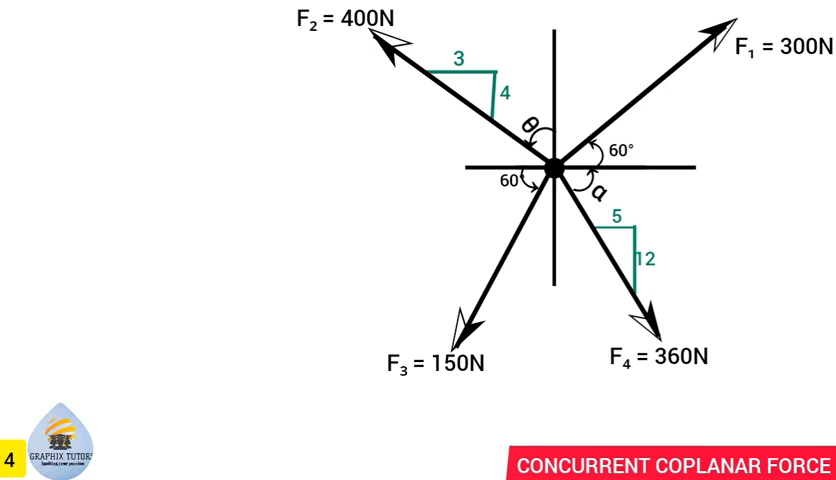 F₂ = 400N
F₁ = 300N
3
4
θ
60°
60°
α
5
12
F₃ = 150N
F₄ = 360N
4
GRAPHIX TUTOR
CONCURRENT COPLANAR FORCE